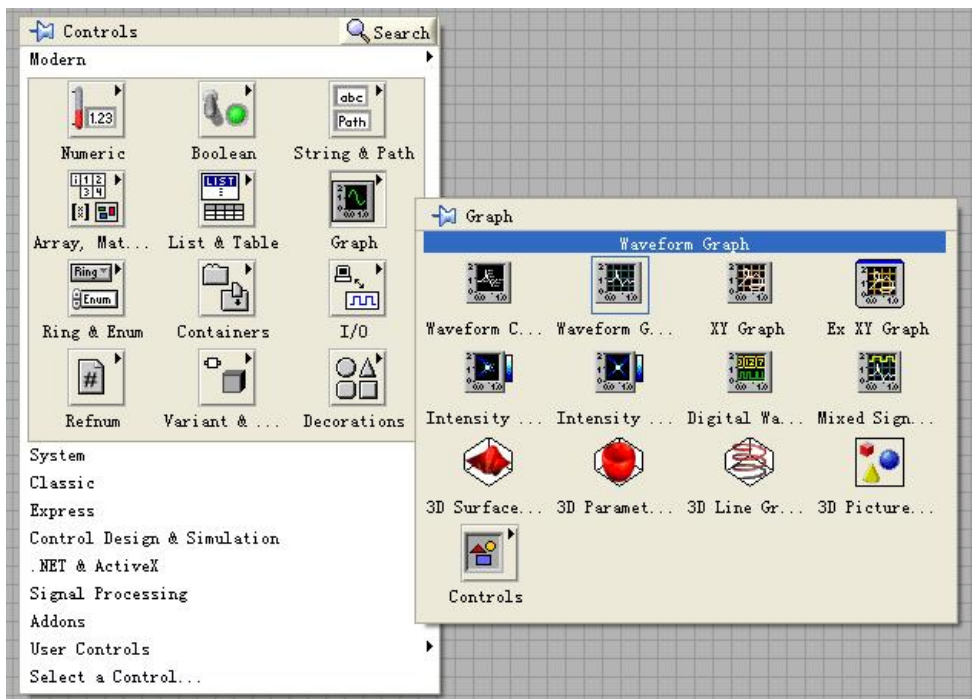 Controls
Search
Modern
1.23
abc
Path
Numeric
Boolean
String & Path
LIST
Array, Mat...
List & Table
Graph
Ring
Enum
Ring & Enum
Containers
I/O
#
Refnum
Variant & ...
Decorations
System
Classic
Express
Control Design & Simulation
.NET & ActiveX
Signal Processing
Addons
User Controls
Select a Control...
Graph
Waveform Graph
Waveform C...
Waveform G...
XY Graph
Ex XY Graph
Intensity ...
Intensity ...
Digital Wa...
Mixed Sign...
3D Surface...
3D Paramet...
3D Line Gr...
3D Picture...
Controls